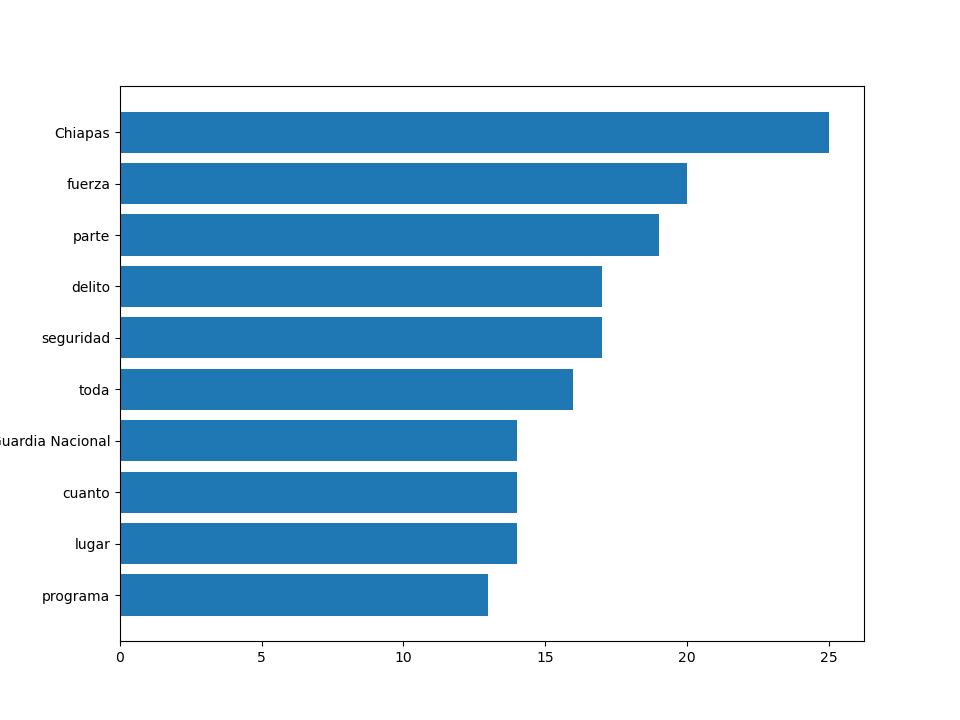 Chiapas
fuerza
parte
delito
seguridad
toda
uardia Nacional
cuanto
lugar
programa
0 5 10 15 20 25